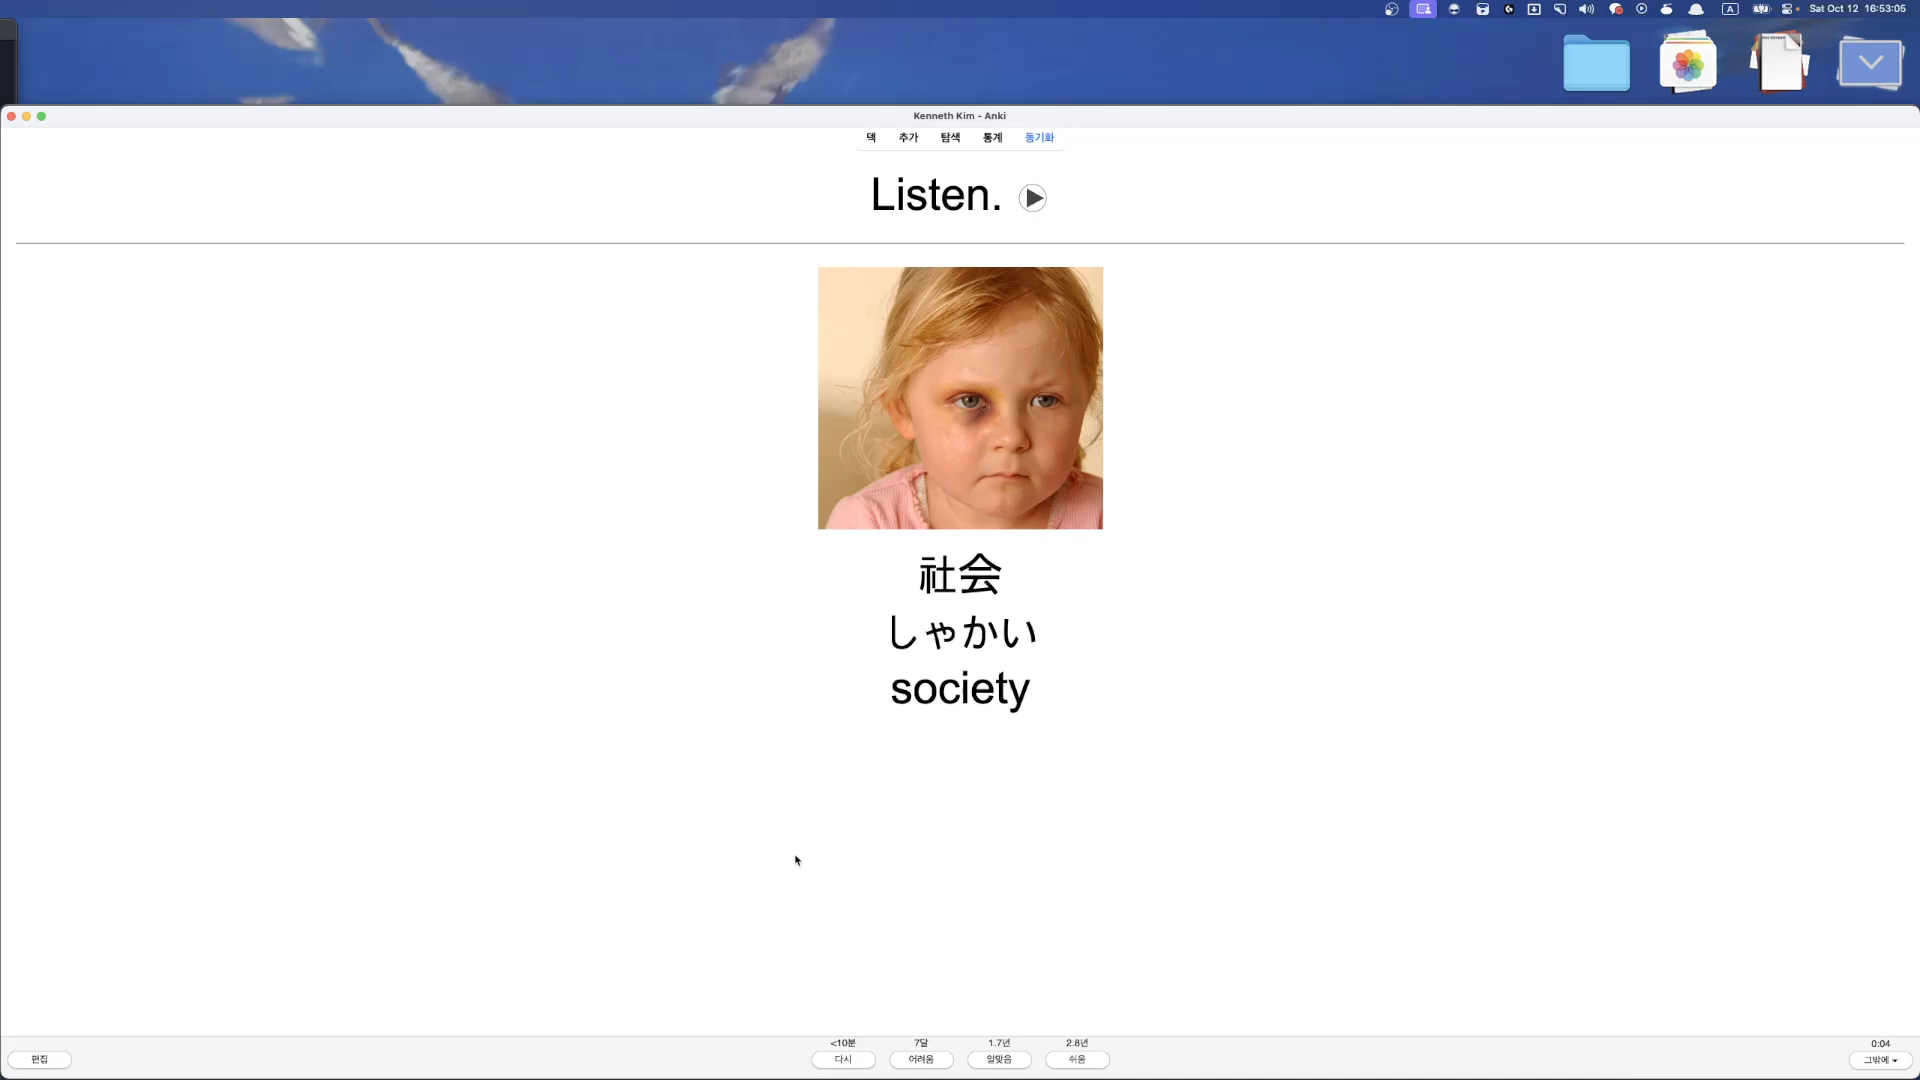 Sat Oct 12 16:53:05
Kenneth Kim - Anki
덱 추가 탐색 통계 동기화
Listen.
社会
しゃかい
society
<10분 7달 1.7년 2.8년 0:04
편집 다시 어려움 알맞음 쉬움 그밖에